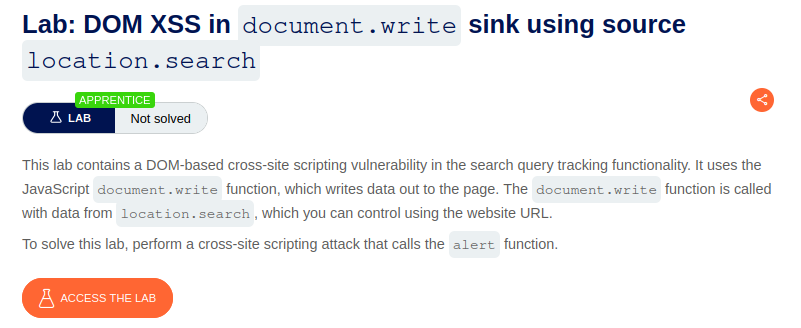 Lab: DOM XSS in document.write sink using source
location.search
APPRENTICE
LAB Not solved
This lab contains a DOM-based cross-site scripting vulnerability in the search query tracking functionality. It uses the
JavaScript document.write function, which writes data out to the page. The document.write function is called
with data from location.search, which you can control using the website URL.
To solve this lab, perform a cross-site scripting attack that calls the alert function.
ACCESS THE LAB